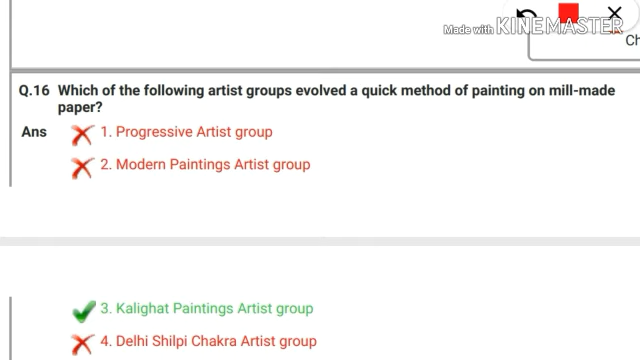 Made with KINEMASTER
Ch
Q.16 Which of the following artist groups evolved a quick method of painting on mill-made
paper?
Ans 1. Progressive Artist group
2. Modern Paintings Artist group
3. Kalighat Paintings Artist group
4. Delhi Shilpi Chakra Artist group